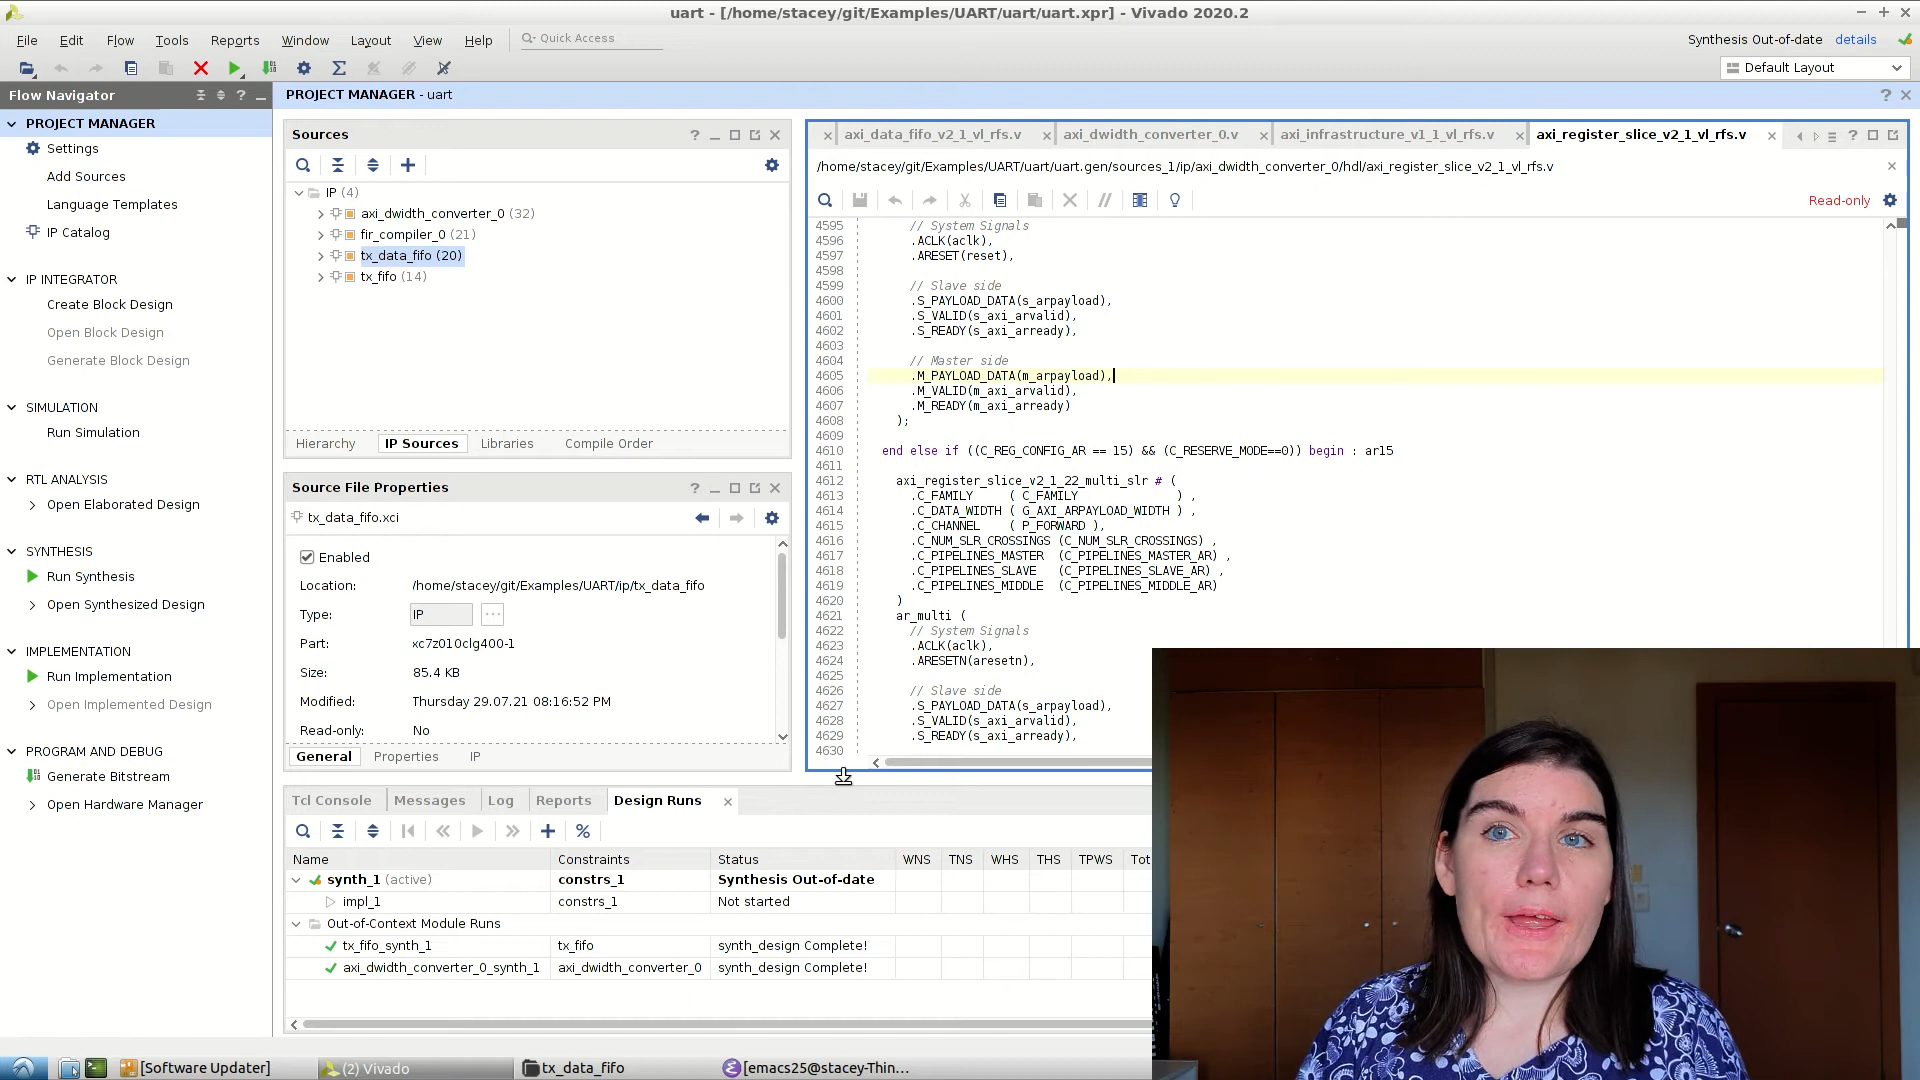 uart - [/home/stacey/git/Examples/UART/uart/uart.xpr] - Vivado 2020.2
File Edit Flow Tools Reports Window Layout View Help Quick Access
Synthesis Out-of-date details
Default Layout
Flow Navigator
PROJECT MANAGER
Settings
Add Sources
Language Templates
IP Catalog
IP INTEGRATOR
Create Block Design
Open Block Design
Generate Block Design
SIMULATION
Run Simulation
RTL ANALYSIS
Open Elaborated Design
SYNTHESIS
Run Synthesis
Open Synthesized Design
IMPLEMENTATION
Run Implementation
Open Implemented Design
PROGRAM AND DEBUG
Generate Bitstream
Open Hardware Manager
PROJECT MANAGER - uart
Sources
IP (4)
axi_dwidth_converter_0 (32)
fir_compiler_0 (21)
tx_data_fifo (20)
tx_fifo (14)
Hierarchy IP Sources Libraries Compile Order
Source File Properties
tx_data_fifo.xci
Enabled
Location: /home/stacey/git/Examples/UART/ip/tx_data_fifo
Type: IP
Part: xc7z010clg400-1
Size: 85.4 KB
Modified: Thursday 29.07.21 08:16:52 PM
Read-only: No
General Properties IP
axi_data_fifo_v2_1_vl_rfs.v axi_dwidth_converter_0.v axi_infrastructure_v1_1_vl_rfs.v axi_register_slice_v2_1_vl_rfs.v
/home/stacey/git/Examples/UART/uart/uart.gen/sources_1/ip/axi_dwidth_converter_0/hdl/axi_register_slice_v2_1_vl_rfs.v
Read-only
4595 // System Signals
4596 .ACLK(aclk),
4597 .ARESET(reset),
4598
4599 // Slave side
4600 .S_PAYLOAD_DATA(s_arpayload),
4601 .S_VALID(s_axi_arvalid),
4602 .S_READY(s_axi_arready),
4603
4604 // Master side
4605 .M_PAYLOAD_DATA(m_arpayload),
4606 .M_VALID(m_axi_arvalid),
4607 .M_READY(m_axi_arready)
4608 );
4609
4610 end else if ((C_REG_CONFIG_AR == 15) && (C_RESERVE_MODE==0)) begin : ar15
4611
4612 axi_register_slice_v2_1_22_multi_slr # (
4613 .C_FAMILY ( C_FAMILY ) ,
4614 .C_DATA_WIDTH ( G_AXI_ARPAYLOAD_WIDTH ) ,
4615 .C_CHANNEL ( P_FORWARD ),
4616 .C_NUM_SLR_CROSSINGS (C_NUM_SLR_CROSSINGS) ,
4617 .C_PIPELINES_MASTER (C_PIPELINES_MASTER_AR) ,
4618 .C_PIPELINES_SLAVE (C_PIPELINES_SLAVE_AR) ,
4619 .C_PIPELINES_MIDDLE (C_PIPELINES_MIDDLE_AR)
4620 )
4621 ar_multi (
4622 // System Signals
4623 .ACLK(aclk),
4624 .ARESETN(aresetn),
4625
4626 // Slave side
4627 .S_PAYLOAD_DATA(s_arpayload),
4628 .S_VALID(s_axi_arvalid),
4629 .S_READY(s_axi_arready),
4630
Tcl Console Messages Log Reports Design Runs
Name Constraints Status WNS TNS WHS THS TPWS Tot
synth_1 (active) constrs_1 Synthesis Out-of-date
impl_1 constrs_1 Not started
Out-of-Context Module Runs
tx_fifo_synth_1 tx_fifo synth_design Complete!
axi_dwidth_converter_0_synth_1 axi_dwidth_converter_0 synth_design Complete!
[Software Updater] (2) Vivado tx_data_fifo [emacs25@stacey-Thin...